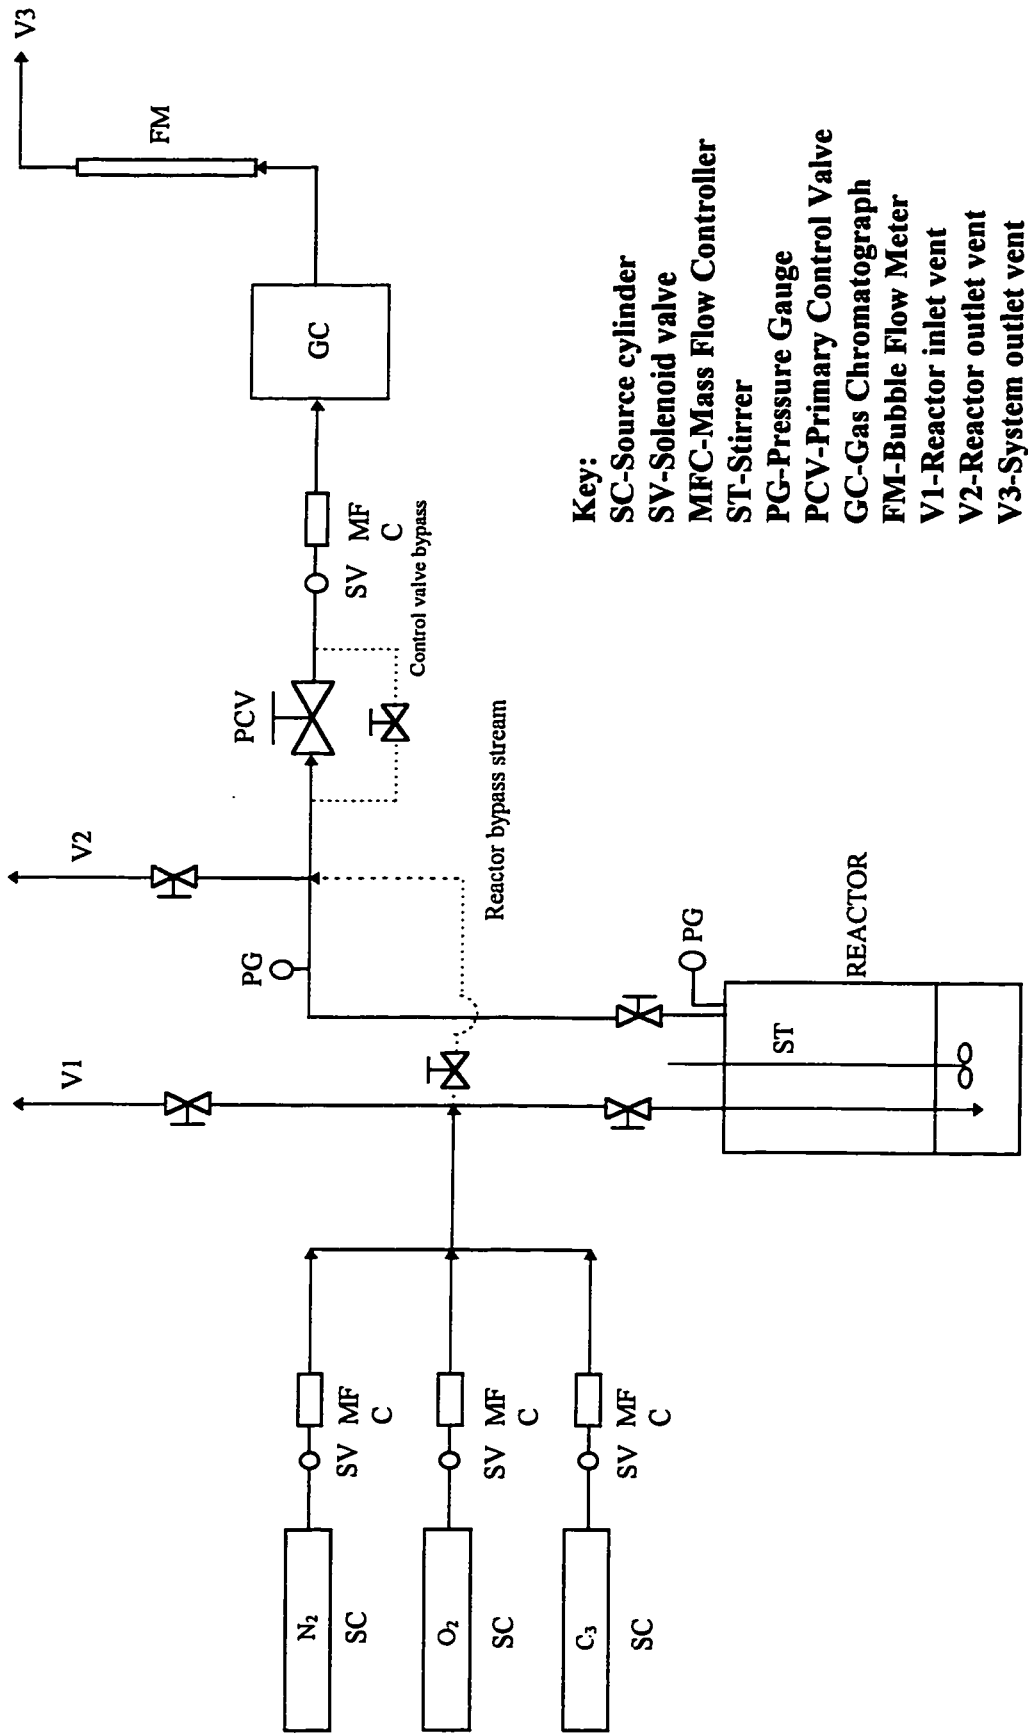 V3
FM
GC
SV
MF
C
Control valve bypass
PCV
V2
PG
Reactor bypass stream
V1
PG
REACTOR
ST
N2
SC
SV
MF
C
O2
SC
SV
MF
C
C3
SC
SV
MF
C
Key:
SC-Source cylinder
SV-Solenoid valve
MFC-Mass Flow Controller
ST-Stirrer
PG-Pressure Gauge
PCV-Primary Control Valve
GC-Gas Chromatograph
FM-Bubble Flow Meter
V1-Reactor inlet vent
V2-Reactor outlet vent
V3-System outlet vent